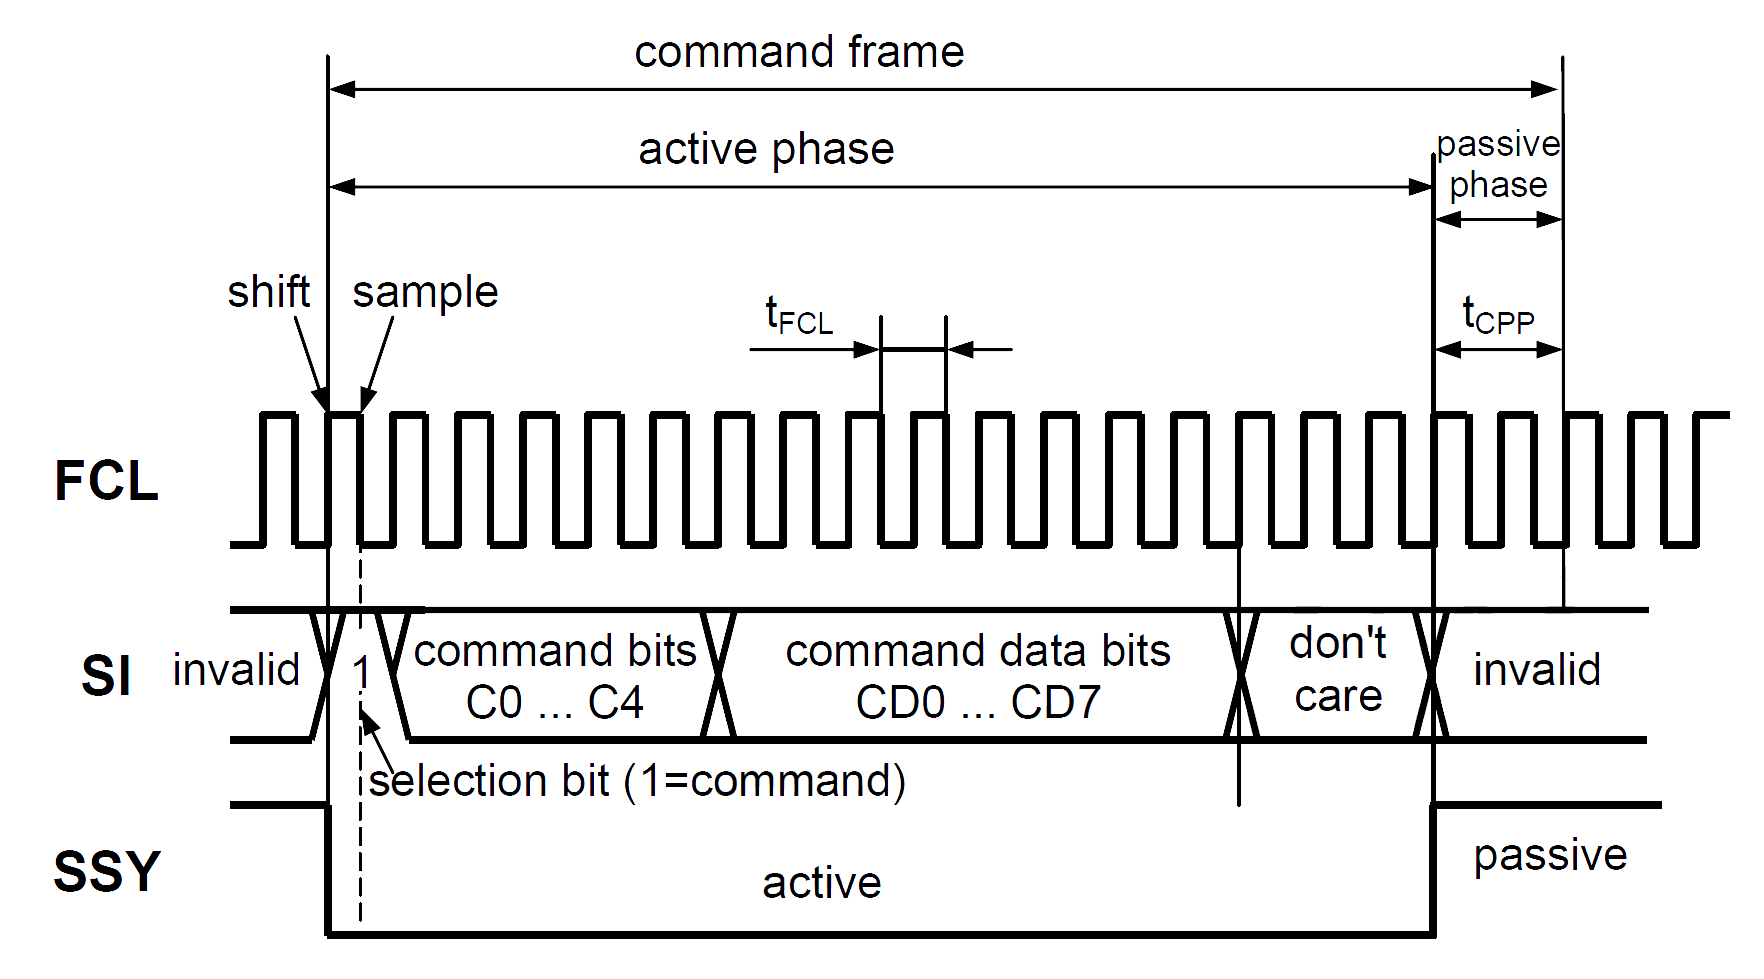 command frame
active phase
passive
phase
shift
sample
tFCL
tCPP
FCL
SI
invalid
1
command bits
C0 ... C4
command data bits
CD0 ... CD7
don't
care
invalid
selection bit (1=command)
SSY
active
passive